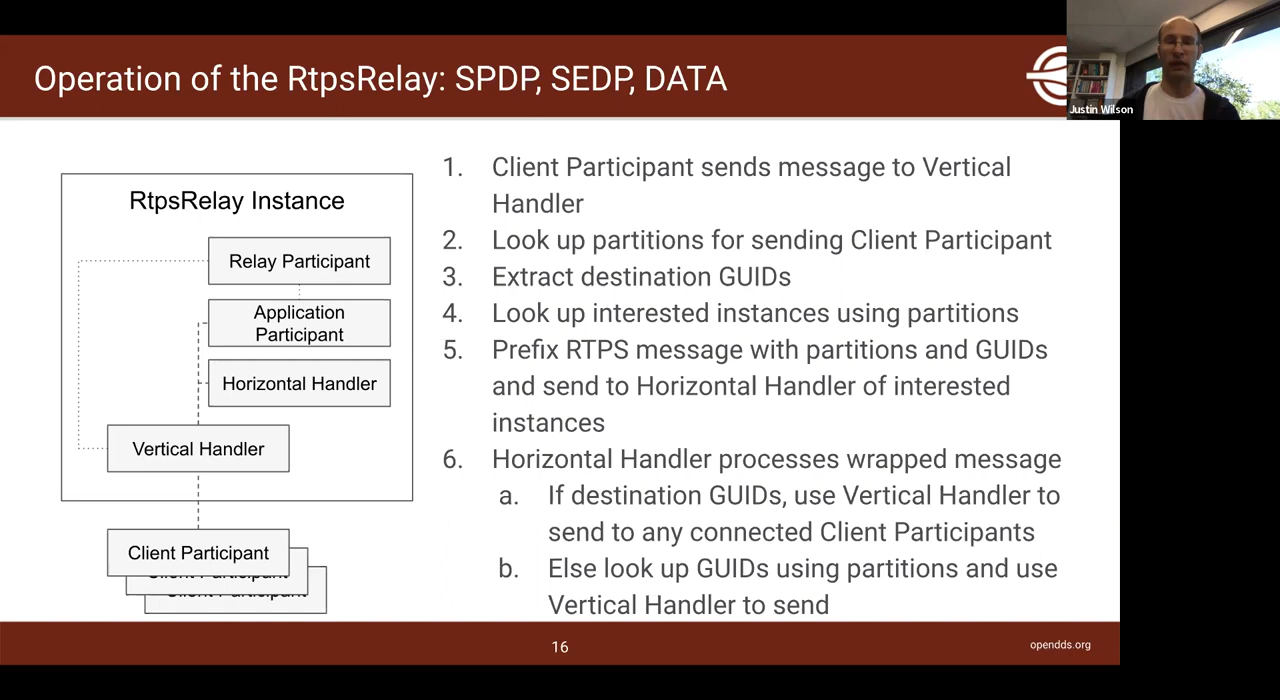 Operation of the RtpsRelay: SPDP, SEDP, DATA
Justin Wilson
RtpsRelay Instance
Relay Participant
Application
Participant
Horizontal Handler
Vertical Handler
Client Participant
Client Participant
Client Participant
1. Client Participant sends message to Vertical
Handler
2. Look up partitions for sending Client Participant
3. Extract destination GUIDs
4. Look up interested instances using partitions
5. Prefix RTPS message with partitions and GUIDs
and send to Horizontal Handler of interested
instances
6. Horizontal Handler processes wrapped message
a. If destination GUIDs, use Vertical Handler to
send to any connected Client Participants
b. Else look up GUIDs using partitions and use
Vertical Handler to send
16
opendds.org